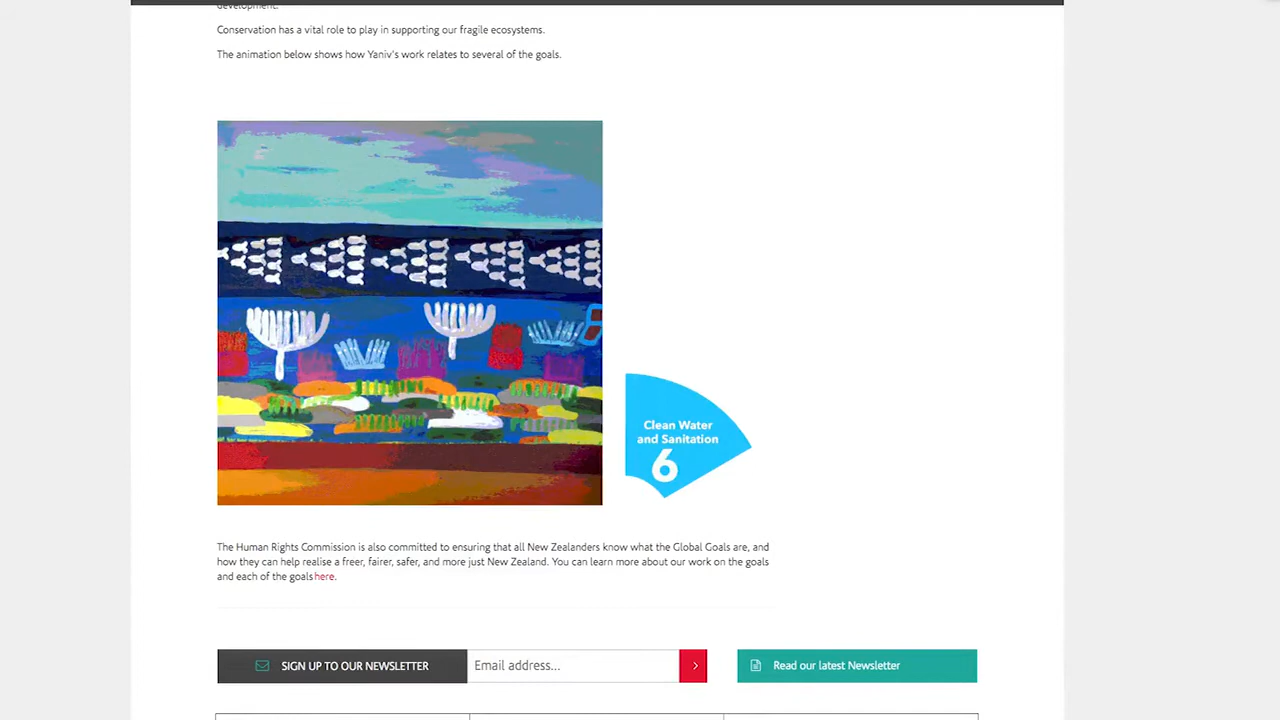 development.
Conservation has a vital role to play in supporting our fragile ecosystems.
The animation below shows how Yaniv's work relates to several of the goals.
Clean Water
and Sanitation
6
The Human Rights Commission is also committed to ensuring that all New Zealanders know what the Global Goals are, and
how they can help realise a freer, fairer, safer, and more just New Zealand. You can learn more about our work on the goals
and each of the goals here.
SIGN UP TO OUR NEWSLETTER
Email address...
Read our latest Newsletter